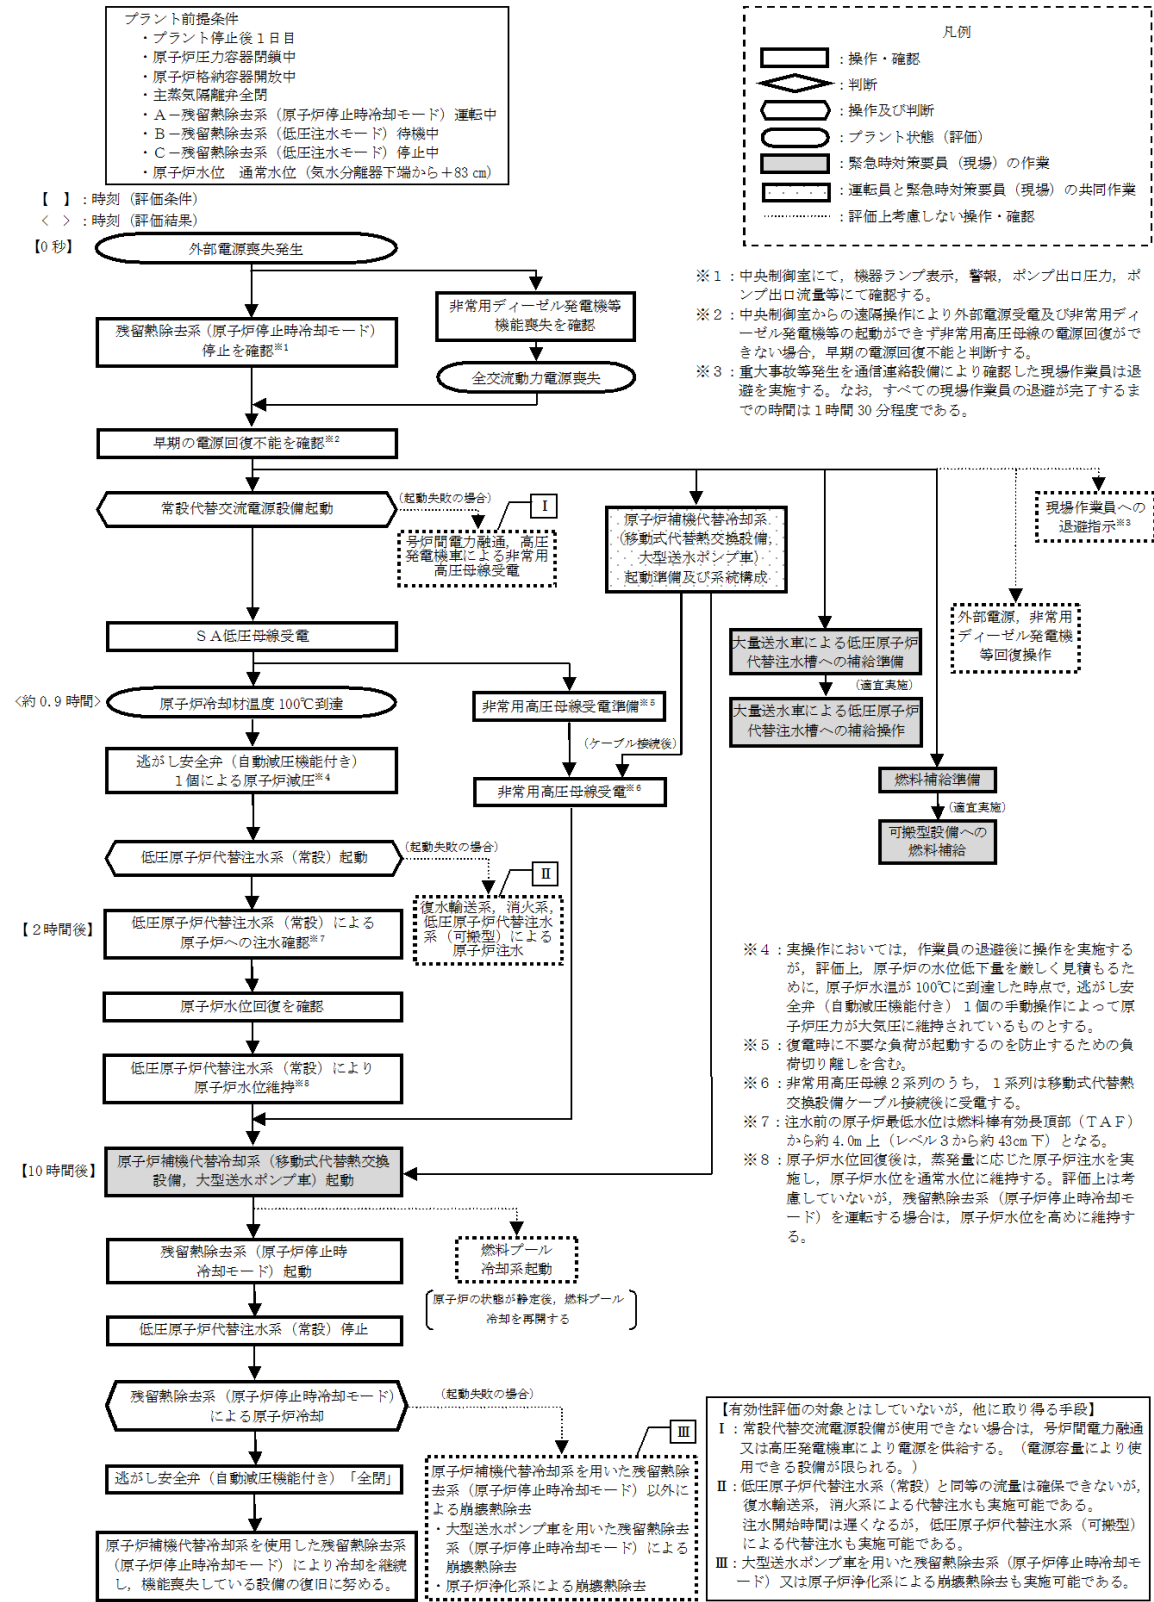 プラント前提条件
・プラント停止後1日目
・原子炉圧力容器閉鎖中
・原子炉格納容器開放中
・主蒸気隔離弁全閉
・A－残留熱除去系（原子炉停止時冷却モード）運転中
・B－残留熱除去系（低圧注水モード）待機中
・C－残留熱除去系（低圧注水モード）停止中
・原子炉水位　通常水位（気水分離器下端から＋83 cm）
【　】：時刻（評価条件）
＜　＞：時刻（評価結果）
凡例
：操作・確認
：判断
：操作及び判断
：プラント状態（評価）
：緊急時対策要員（現場）の作業
：運転員と緊急時対策要員（現場）の共同作業
：評価上考慮しない操作・確認
※1：中央制御室にて，機器ランプ表示，警報，ポンプ出口圧力，ポ
ンプ出口流量等にて確認する。
※2：中央制御室からの遠隔操作により外部電源受電及び非常用ディ
ーゼル発電機等の起動ができず非常用高圧母線の電源回復がで
きない場合，早期の電源回復不能と判断する。
※3：重大事故等発生を通信連絡設備により確認した現場作業員は退
避を実施する。なお，すべての現場作業員の退避が完了するま
での時間は1時間30分程度である。
【0秒】
外部電源喪失発生
残留熱除去系（原子炉停止時冷却モード）
停止を確認※1
非常用ディーゼル発電機等
機能喪失を確認
全交流動力電源喪失
早期の電源回復不能を確認※2
常設代替交流電源設備起動
（起動失敗の場合）
Ⅰ
号炉間電力融通，高圧
発電機車による非常用
高圧母線受電
原子炉補機代替冷却系
（移動式代替熱交換設備，
大型送水ポンプ車）
起動準備及び系統構成
現場作業員への
退避指示※3
外部電源，非常用
ディーゼル発電機
等回復操作
SA低圧母線受電
大量送水車による低圧原子炉
代替注水槽への補給準備
（適宜実施）
大量送水車による低圧原子炉
代替注水槽への補給操作
＜約0.9時間＞
原子炉冷却材温度100℃到達
非常用高圧母線受電準備※5
（ケーブル接続後）
非常用高圧母線受電※6
逃がし安全弁（自動減圧機能付き）
1個による原子炉減圧※4
燃料補給準備
（適宜実施）
可搬型設備への
燃料補給
低圧原子炉代替注水系（常設）起動
（起動失敗の場合）
Ⅱ
復水輸送系，消火系，
低圧原子炉代替注水
系（可搬型）による
原子炉注水
【2時間後】
低圧原子炉代替注水系（常設）による
原子炉への注水確認※7
原子炉水位回復を確認
低圧原子炉代替注水系（常設）により
原子炉水位維持※8
※4：実操作においては，作業員の退避後に操作を実施する
が，評価上，原子炉の水位低下量を厳しく見積もるた
めに，原子炉水温が100℃に到達した時点で，逃がし安
全弁（自動減圧機能付き）1個の手動操作によって原
子炉圧力が大気圧に維持されているものとする。
※5：復電時に不要な負荷が起動するのを防止するための負
荷切り離しを含む。
※6：非常用高圧母線2系列のうち，1系列は移動式代替熱
交換設備ケーブル接続後に受電する。
※7：注水前の原子炉最低水位は燃料棒有効長頂部（TAF）
から約4.0m上（レベル3から約43cm下）となる。
※8：原子炉水位回復後は，蒸発量に応じた原子炉注水を実
施し，原子炉水位を通常水位に維持する。評価上は考
慮していないが，残留熱除去系（原子炉停止時冷却モ
ード）を運転する場合は，原子炉水位を高めに維持す
る。
【10時間後】
原子炉補機代替冷却系（移動式代替熱交換
設備，大型送水ポンプ車）起動
残留熱除去系（原子炉停止時
冷却モード）起動
燃料プール
冷却系起動
原子炉の状態が静定後，燃料プール
冷却を再開する
低圧原子炉代替注水系（常設）停止
残留熱除去系（原子炉停止時冷却モード）
による原子炉冷却
（起動失敗の場合）
Ⅲ
逃がし安全弁（自動減圧機能付き）「全閉」
原子炉補機代替冷却系を使用した残留熱除去系
（原子炉停止時冷却モード）により冷却を継続
し，機能喪失している設備の復旧に努める。
原子炉補機代替冷却系を用いた残留熱除
去系（原子炉停止時冷却モード）以外に
よる崩壊熱除去
・大型送水ポンプ車を用いた残留熱除去
系（原子炉停止時冷却モード）による
崩壊熱除去
・原子炉浄化系による崩壊熱除去
【有効性評価の対象とはしていないが，他に取り得る手段】
Ⅰ：常設代替交流電源設備が使用できない場合は，号炉間電力融通
又は高圧発電機車により電源を供給する。（電源容量により使
用できる設備が限られる。）
Ⅱ：低圧原子炉代替注水系（常設）と同等の流量は確保できないが，
復水輸送系，消火系による代替注水も実施可能である。
注水開始時間は遅くなるが，低圧原子炉代替注水系（可搬型）
による代替注水も実施可能である。
Ⅲ：大型送水ポンプ車を用いた残留熱除去系（原子炉停止時冷却モ
ード）又は原子炉浄化系による崩壊熱除去も実施可能である。